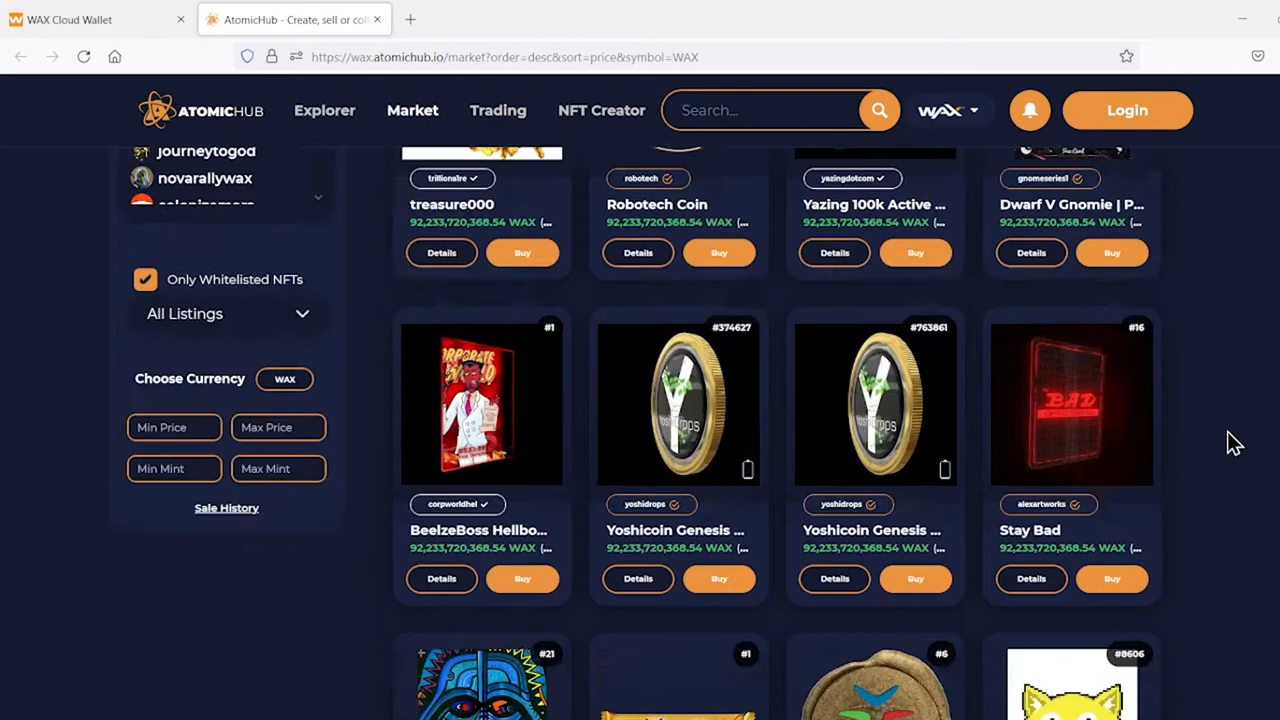 WAX Cloud Wallet
AtomicHub - Create, sell or coll
https://wax.atomichub.io/market?order=desc&sort=price&symbol=WAX
ATOMICHUB
Explorer
Market
Trading
NFT Creator
Search...
WAX
Login
journeytogod
novarallywax
Only Whitelisted NFTs
All Listings
Choose Currency
WAX
Min Price
Max Price
Min Mint
Max Mint
Sale History
trillionalre
treasure000
92,233,720,368.54 WAX (...
Details
Buy
robotech
Robotech Coin
92,233,720,368.54 WAX (...
Details
Buy
yazingdotcom
Yazing 100k Active ...
92,233,720,368.54 WAX (...
Details
Buy
gnomeseries1
Dwarf V Gnomie | P...
92,233,720,368.54 WAX (...
Details
Buy
#1
CORPORATE
WORLD
corpworldhel
BeelzeBoss Hellbo...
92,233,720,368.54 WAX (...
Details
Buy
#374627
yoshidrops
Yoshicoin Genesis ...
92,233,720,368.54 WAX (...
Details
Buy
#763861
yoshidrops
Yoshicoin Genesis ...
92,233,720,368.54 WAX (...
Details
Buy
#16
BAD
alexartworks
Stay Bad
92,233,720,368.54 WAX (...
Details
Buy
#21
#1
#6
#8606